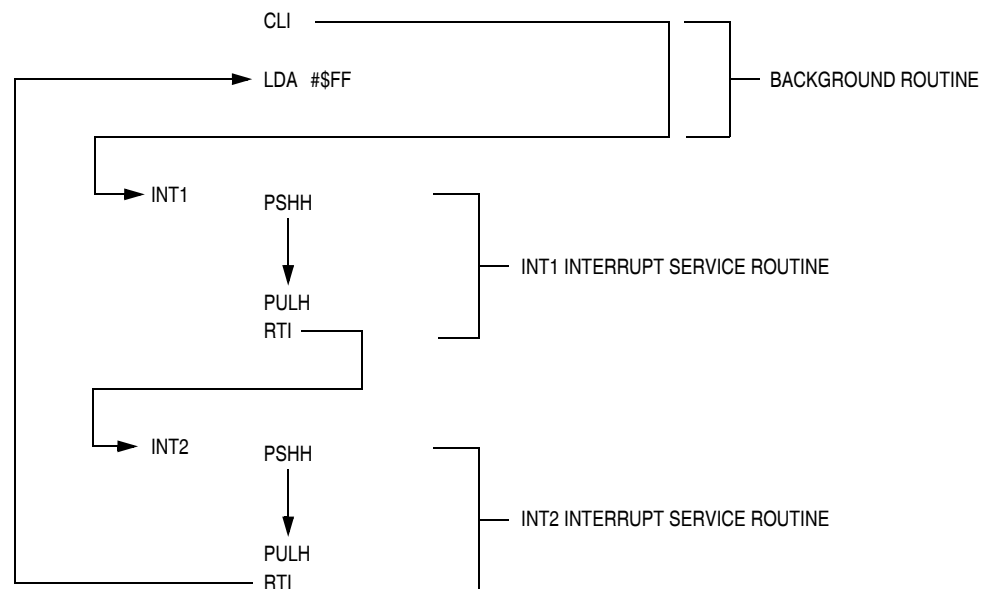 CLI
LDA #$FF
BACKGROUND ROUTINE
INT1
PSHH
INT1 INTERRUPT SERVICE ROUTINE
PULH
RTI
INT2
PSHH
INT2 INTERRUPT SERVICE ROUTINE
PULH
RTI